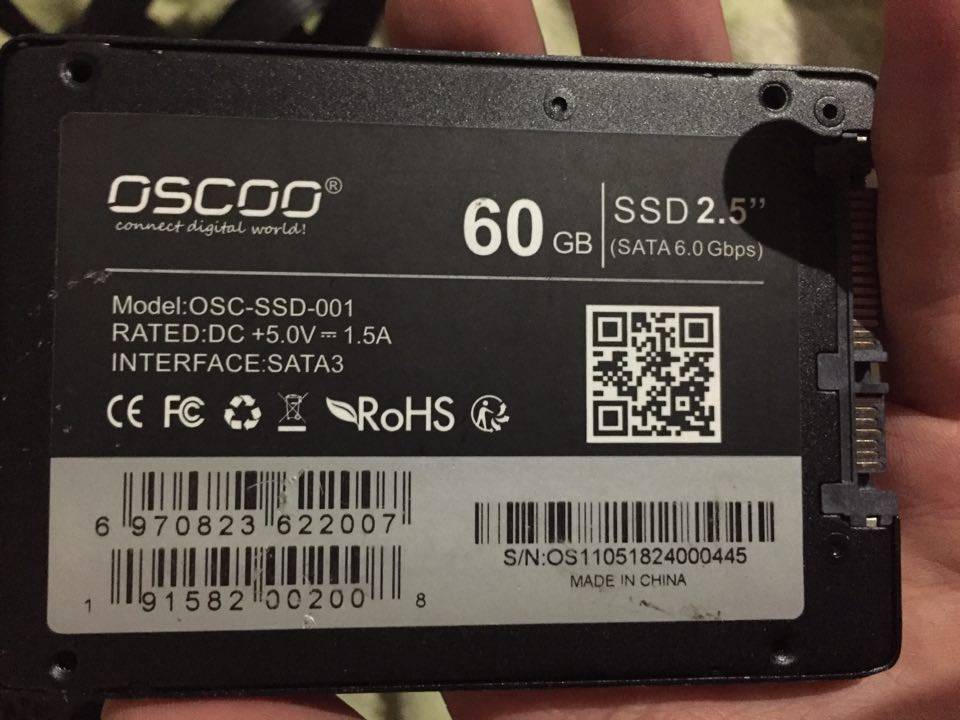 OSCOO®
connect digital world!
60 GB
SSD 2.5”
(SATA 6.0 Gbps)
Model:OSC-SSD-001
RATED:DC +5.0V⎓1.5A
INTERFACE:SATA3
CE FC RoHS
6 970823 622007
1 91582 00200 8
S/N:OS11051824000445
MADE IN CHINA